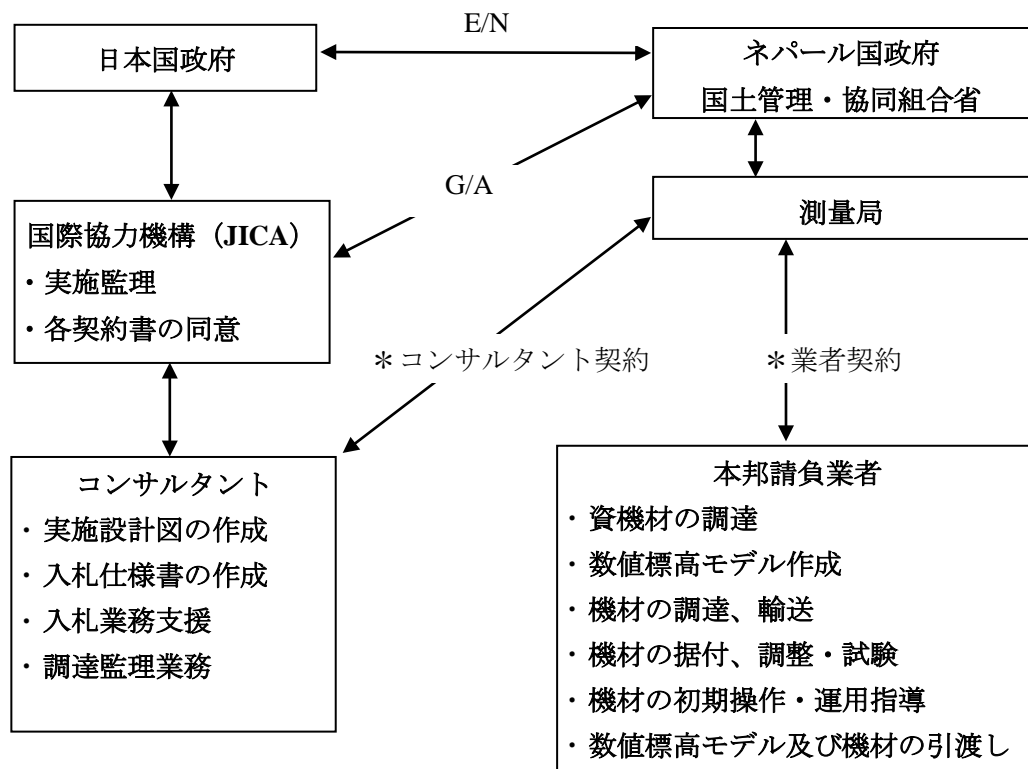 E/N
日本国政府
ネパール国政府
国土管理・協同組合省
G/A
測量局
国際協力機構（JICA）
・実施監理
・各契約書の同意
＊コンサルタント契約
＊業者契約
コンサルタント
・実施設計図の作成
・入札仕様書の作成
・入札業務支援
・調達監理業務
本邦請負業者
・資機材の調達
・数値標高モデル作成
・機材の調達、輸送
・機材の据付、調整・試験
・機材の初期操作・運用指導
・数値標高モデル及び機材の引渡し